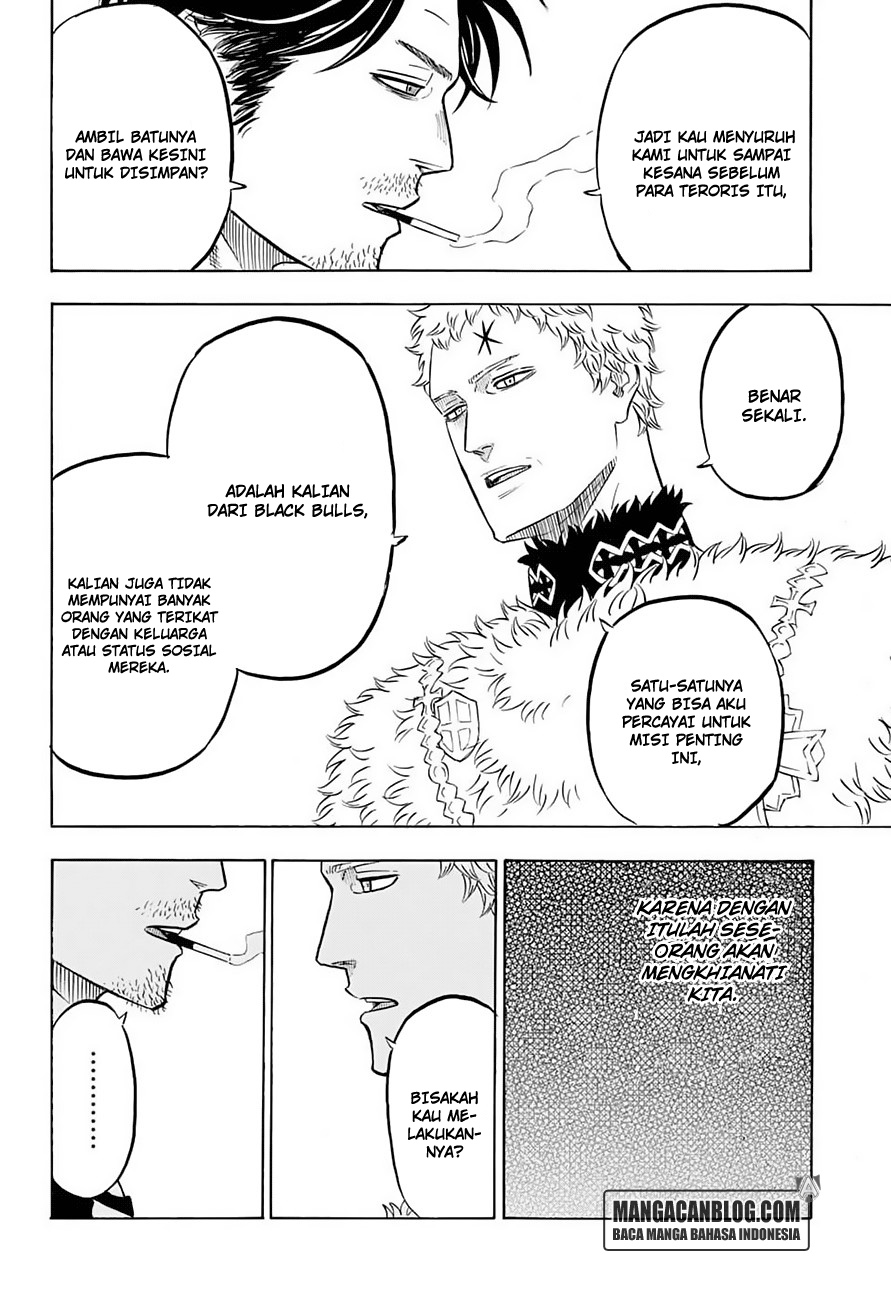 JADI KAU MENYURUH
KAMI UNTUK SAMPAI
KESANA SEBELUM
PARA TERORIS ITU,
AMBIL BATUNYA
DAN BAWA KESINI
UNTUK DISIMPAN?
BENAR
SEKALI.
SATU-SATUNYA
YANG BISA AKU
PERCAYAI UNTUK
MISI PENTING
INI,
ADALAH KALIAN
DARI BLACK BULLS,
KALIAN JUGA TIDAK
MEMPUNYAI BANYAK
ORANG YANG TERIKAT
DENGAN KELUARGA
ATAU STATUS SOSIAL
MEREKA.
KARENA DENGAN
ITULAH SESE-
ORANG AKAN
MENGKHIANATI
KITA.
BISAKAH
KAU ME-
LAKUKAN-
NYA?
.........
MANGACANBLOG.COM
BACA MANGA BAHASA INDONESIA